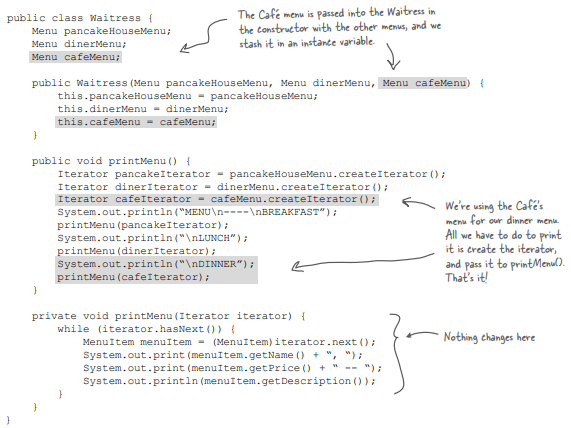 public class Waitress {
Menu pancakeHouseMenu;
Menu dinerMenu;
Menu cafeMenu;
The Café menu is passed into the Waitress in
the constructor with the other menus, and we
stash it in an instance variable.
public Waitress(Menu pancakeHouseMenu, Menu dinerMenu, Menu cafeMenu) {
this.pancakeHouseMenu = pancakeHouseMenu;
this.dinerMenu = dinerMenu;
this.cafeMenu = cafeMenu;
}
public void printMenu() {
Iterator pancakeIterator = pancakeHouseMenu.createIterator();
Iterator dinerIterator = dinerMenu.createIterator();
Iterator cafeIterator = cafeMenu.createIterator();
System.out.println(“MENU\n----\nBREAKFAST”);
printMenu(pancakeIterator);
System.out.println(“\nLUNCH”);
printMenu(dinerIterator);
System.out.println(“\nDINNER”);
printMenu(cafeIterator);
}
We're using the Café's
menu for our dinner menu.
All we have to do to print
it is create the iterator,
and pass it to printMenu().
That's it!
private void printMenu(Iterator iterator) {
while (iterator.hasNext()) {
MenuItem menuItem = (MenuItem)iterator.next();
System.out.print(menuItem.getName() + “, “);
System.out.print(menuItem.getPrice() + “ -- “);
System.out.println(menuItem.getDescription());
}
}
}
Nothing changes here